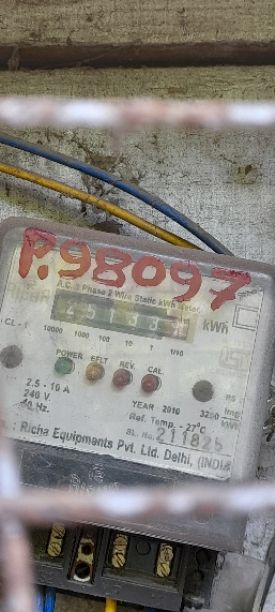 P.98097
A.C. 1 Phase 2 Wire Static kWh Meter
kWh
CL - 1
10000 1000 100 10 1 1/10
POWER E/LT REV. CAL.
2.5 - 10 A
240 V.
50 Hz.
YEAR 2010
3200
Ref. Temp. - 27°C
SL. No. 211825
: Richa Equipments Pvt. Ltd. Delhi, (INDIA